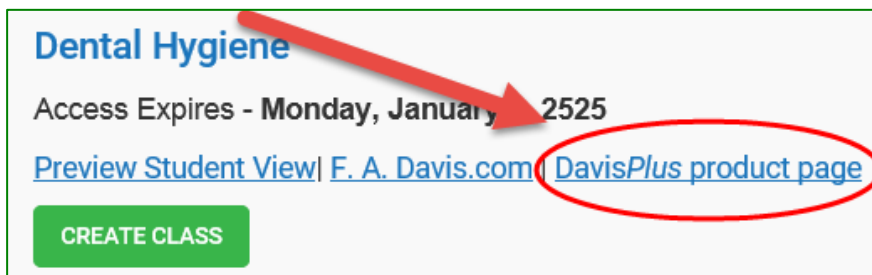 Dental Hygiene
Access Expires - Monday, January 2525
Preview Student View| F. A. Davis.com | DavisPlus product page
CREATE CLASS